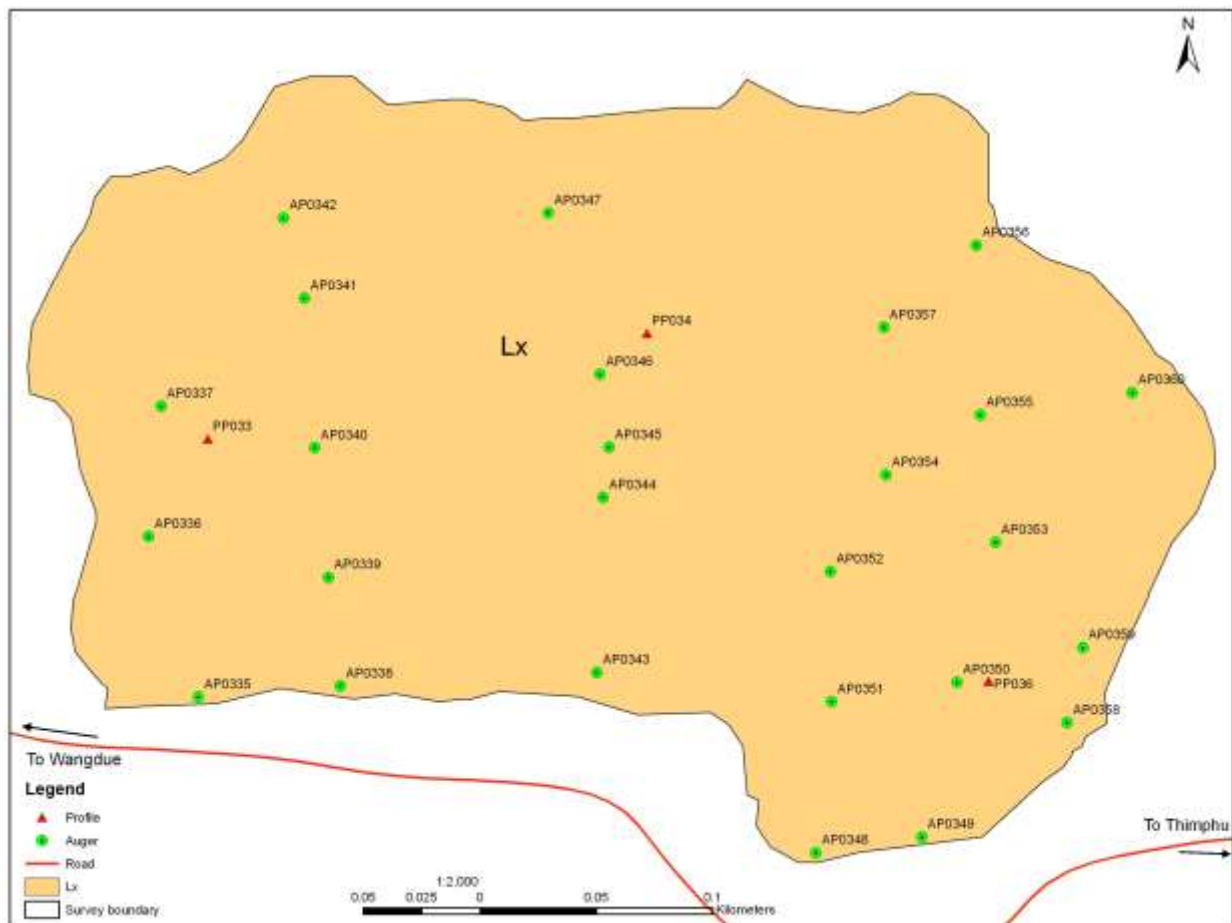 N
AP0342
AP0347
AP0356
AP0341
AP0357
PP034
Lx
AP0346
AP0360
AP0337
AP0355
PP033
AP0340
AP0345
AP0354
AP0344
AP0336
AP0353
AP0339
AP0352
AP0359
AP0343
AP0350
AP0338
PP036
AP0335
AP0351
AP0358
To Wangdue
Legend
Profile
Auger
AP0349
To Thimphu
AP0348
Road
1:2,000
Lx
0.05 0.025 0 0.05 0.1
Kilometers
Survey boundary